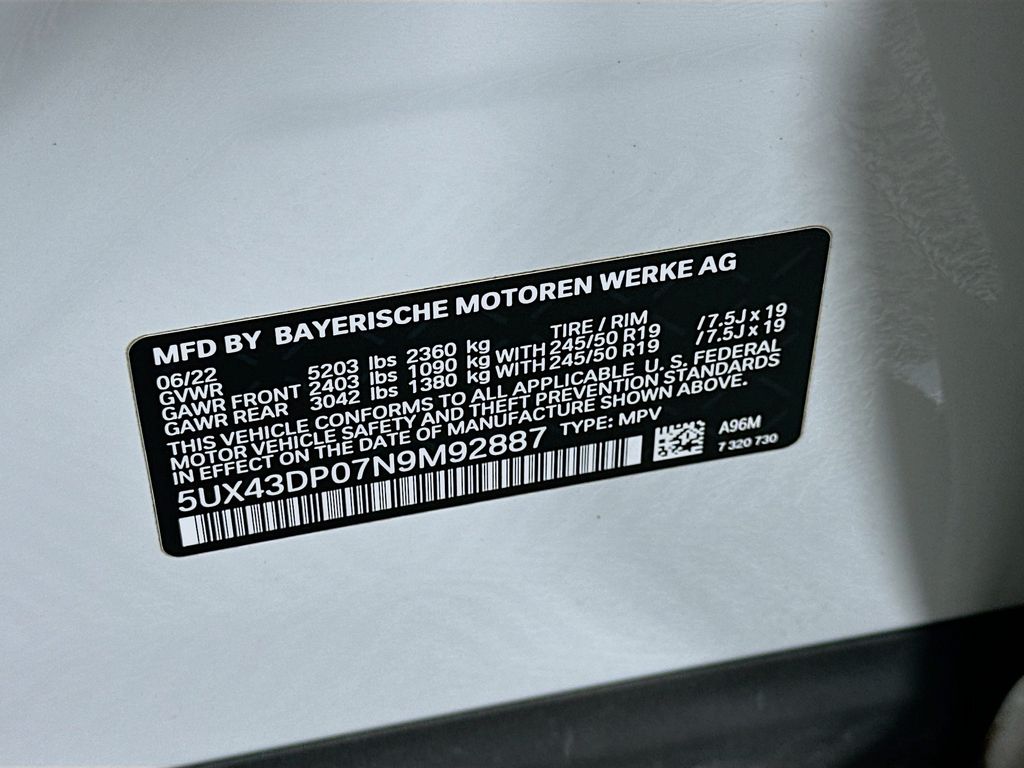 MFD BY BAYERISCHE MOTOREN WERKE AG
06/22 TIRE / RIM
GVWR 5203 lbs 2360 kg
GAWR FRONT 2403 lbs 1090 kg WITH 245/50 R19 /7.5J x 19
GAWR REAR 3042 lbs 1380 kg WITH 245/50 R19 /7.5J x 19
THIS VEHICLE CONFORMS TO ALL APPLICABLE U. S. FEDERAL
MOTOR VEHICLE SAFETY AND THEFT PREVENTION STANDARDS
IN EFFECT ON THE DATE OF MANUFACTURE SHOWN ABOVE.
5UX43DP07N9M92887 TYPE: MPV A96M
7 320 730